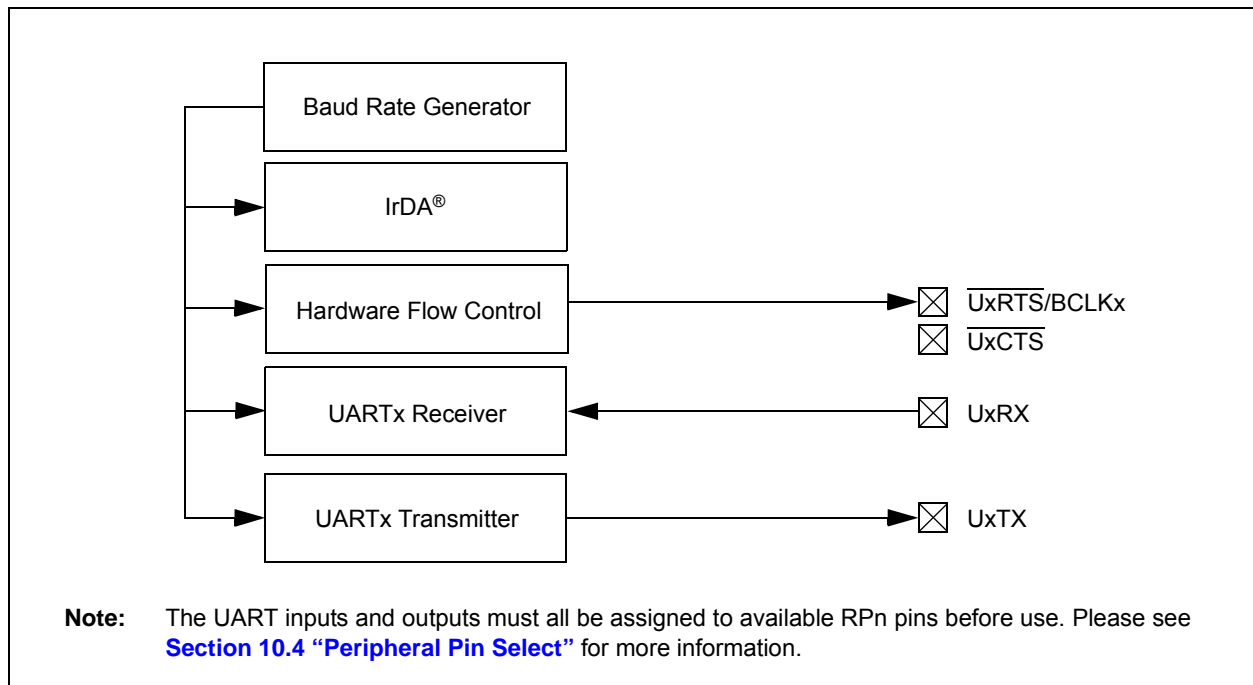 Baud Rate Generator
IrDA®
Hardware Flow Control
U̅x̅R̅T̅S̅/BCLKx
U̅x̅C̅T̅S̅
UARTx Receiver
UxRX
UARTx Transmitter
UxTX
Note: The UART inputs and outputs must all be assigned to available RPn pins before use. Please see
Section 10.4 “Peripheral Pin Select” for more information.